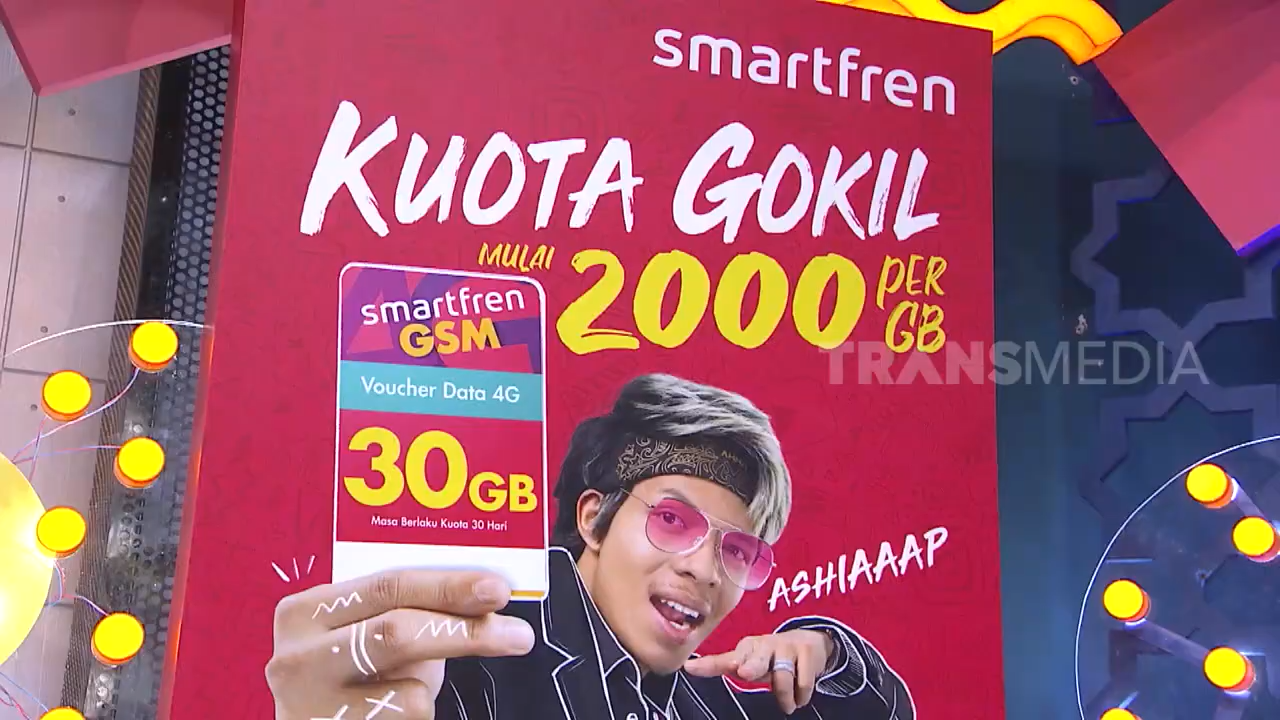 smartfren
KUOTA GOKIL
MULAI 2000 PER GB
smartfren
GSM
Voucher Data 4G
30GB
Masa Berlaku Kuota 30 Hari
TRANSMEDIA
ASHIAAAP